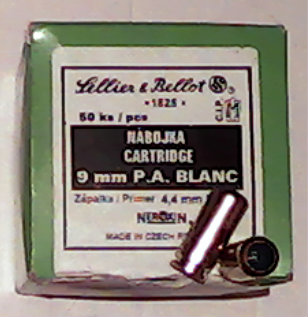 Sellier & Bellot
• 1825 •
50 ks / pcs
NÁBOJKA
CARTRIDGE
9 mm P.A. BLANC
Zápalka / Primer 4,4 mm
MADE IN CZECH